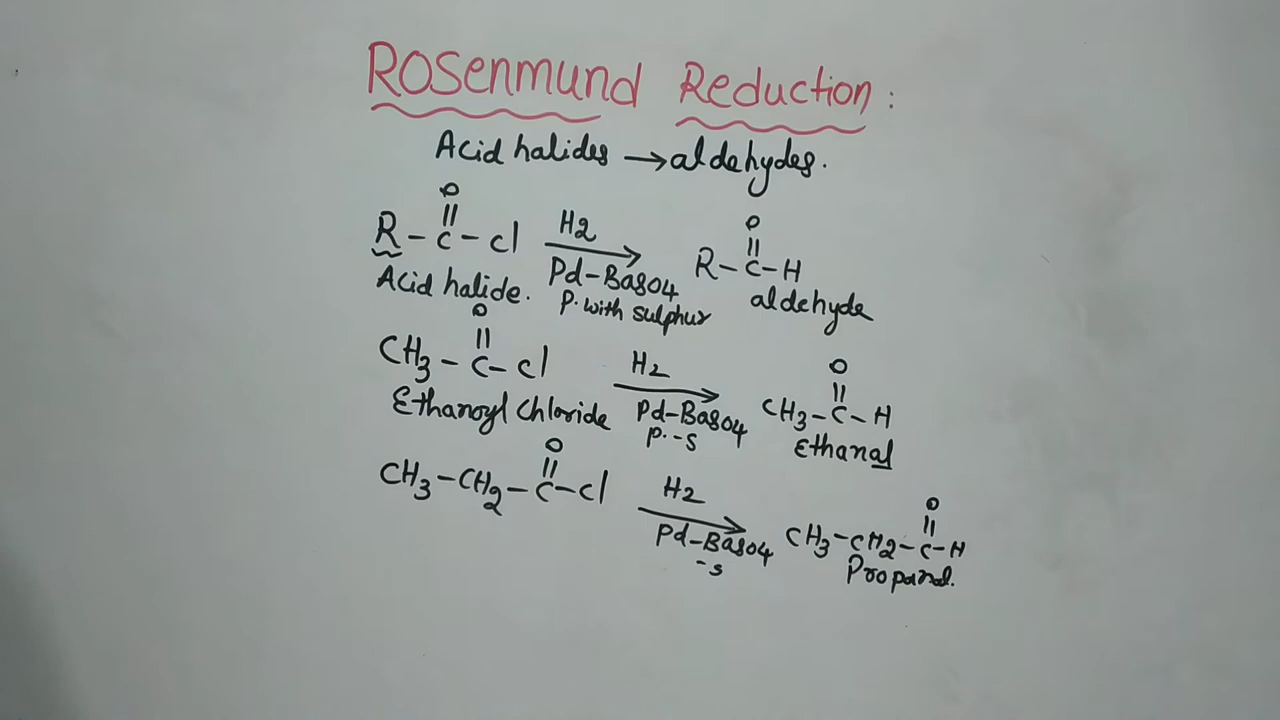 Rosenmund Reduction:
Acid halides → aldehydes.
O O
R – C – Cl H2 → R – C – H
Pd–BaSO4
Acid halide. P. with sulphur aldehyde
O
CH3 – C – Cl H2 → O
Pd–BaSO4 CH3 – C – H
Ethanoyl Chloride P. –S Ethanal
O
CH3 – CH2 – C – Cl H2 → O
Pd–BaSO4 CH3 – CH2 – C – H
–S Propanal.